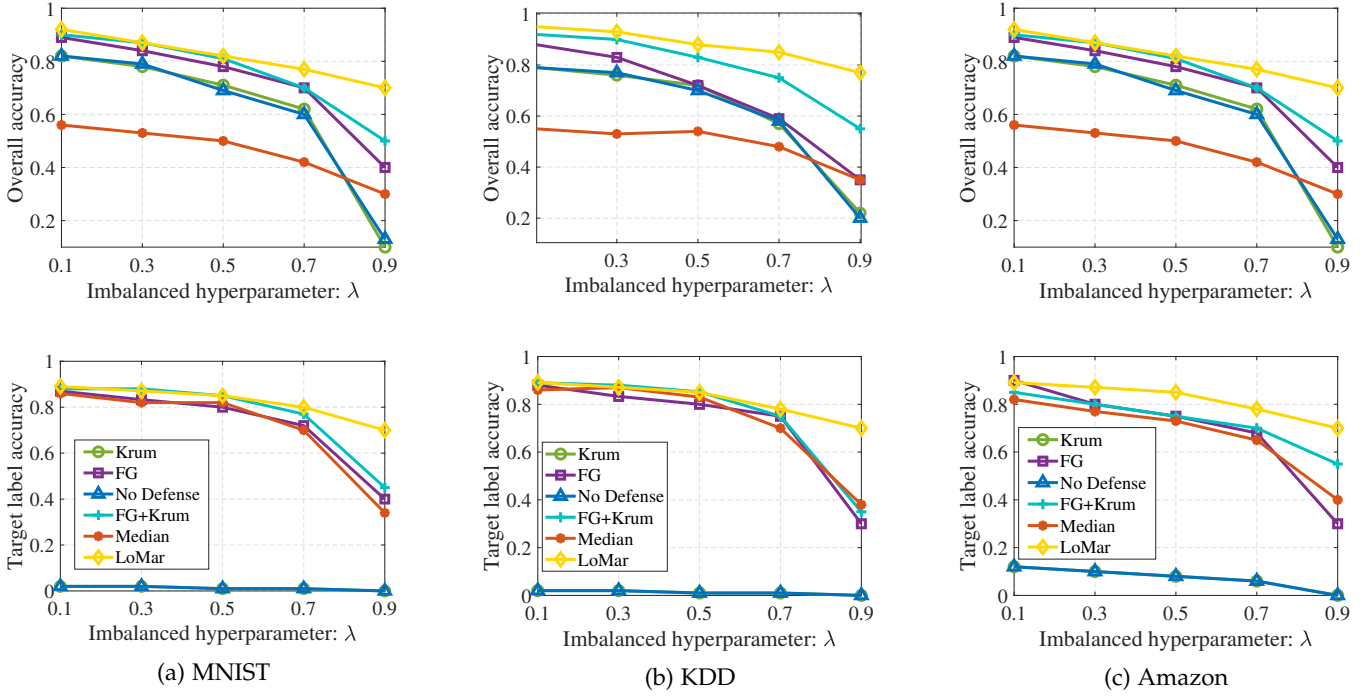 1
0.8
0.6
0.4
0.2
Overall accuracy
0.1 0.3 0.5 0.7 0.9
Imbalanced hyperparameter: λ
1
0.8
0.6
0.4
0.2
Overall accuracy
0.3 0.5 0.7 0.9
Imbalanced hyperparameter: λ
1
0.8
0.6
0.4
0.2
Overall accuracy
0.1 0.3 0.5 0.7 0.9
Imbalanced hyperparameter: λ
1
0.8
0.6
0.4
0.2
0
Target label accuracy
Krum
FG
No Defense
FG+Krum
Median
LoMar
0.1 0.3 0.5 0.7 0.9
Imbalanced hyperparameter: λ
(a) MNIST
1
0.8
0.6
0.4
0.2
0
Target label accuracy
Krum
FG
No Defense
FG+Krum
Median
LoMar
0.1 0.3 0.5 0.7 0.9
Imbalanced hyperparameter: λ
(b) KDD
1
0.8
0.6
0.4
0.2
0
Target label accuracy
Krum
FG
No Defense
FG+Krum
Median
LoMar
0.1 0.3 0.5 0.7 0.9
Imbalanced hyperparameter: λ
(c) Amazon